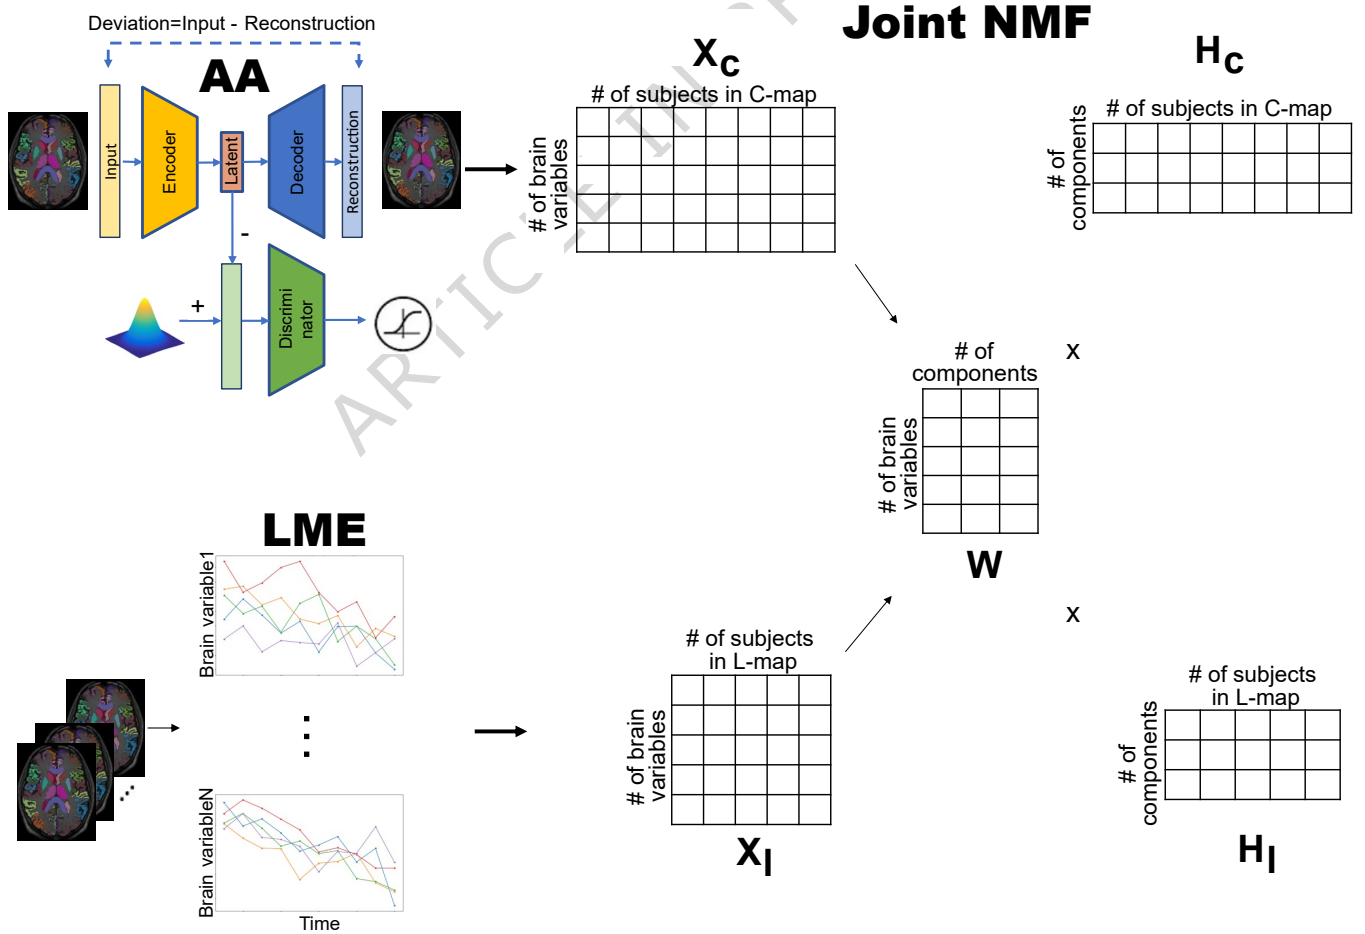 Deviation=Input - Reconstruction
AA
Input
Encoder
Latent
Decoder
Reconstruction
-
+
Discrimi
nator
Joint NMF
Xc
# of subjects in C-map
# of brain
variables
Hc
# of subjects in C-map
# of
components
x
# of
components
# of brain
variables
W
x
LME
Brain variable1
Brain variableN
Time
# of subjects
in L-map
# of brain
variables
Xl
# of subjects
in L-map
# of
components
Hl
ARTICLE IN